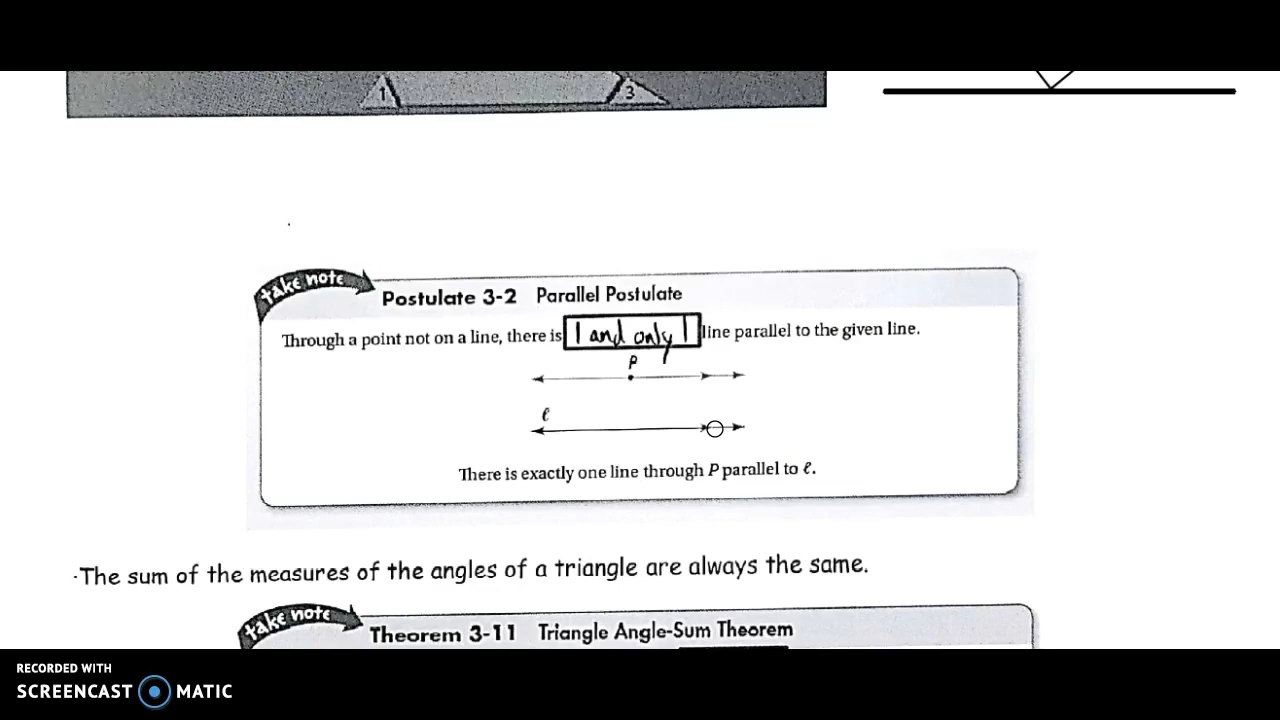 1
3
take note
Postulate 3-2 Parallel Postulate
Through a point not on a line, there is 1 and only 1 line parallel to the given line.
P
ℓ
There is exactly one line through P parallel to ℓ.
·The sum of the measures of the angles of a triangle are always the same.
take note
Theorem 3-11 Triangle Angle-Sum Theorem
RECORDED WITH
SCREENCAST MATIC